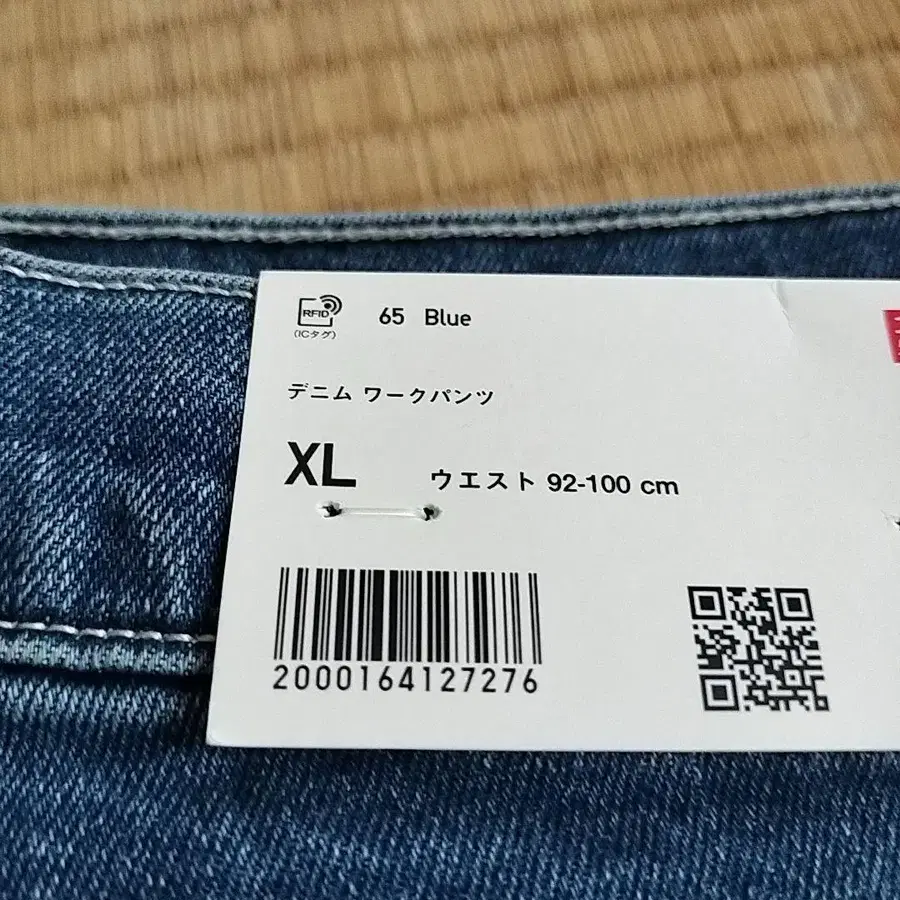 RFID
(ICタグ)
65 Blue
デニム ワークパンツ
XL
ウエスト 92-100 cm
2000164127276